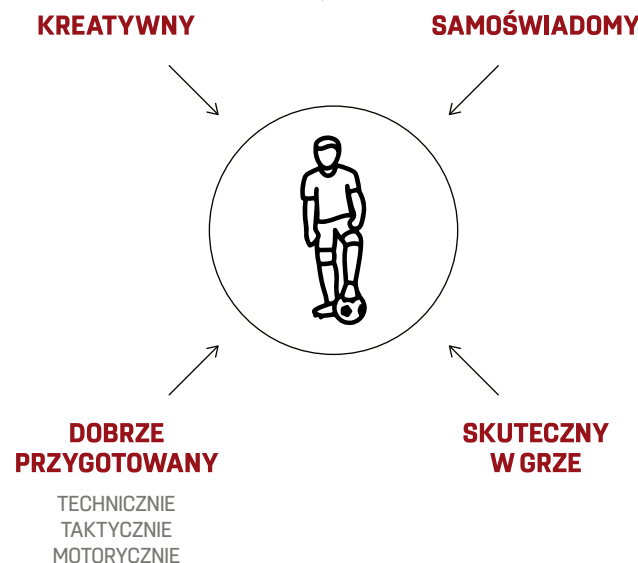 KREATYWNY
SAMOŚWIADOMY
DOBRZE
PRZYGOTOWANY
TECHNICZNIE
TAKTYCZNIE
MOTORYCZNIE
SKUTECZNY
W GRZE